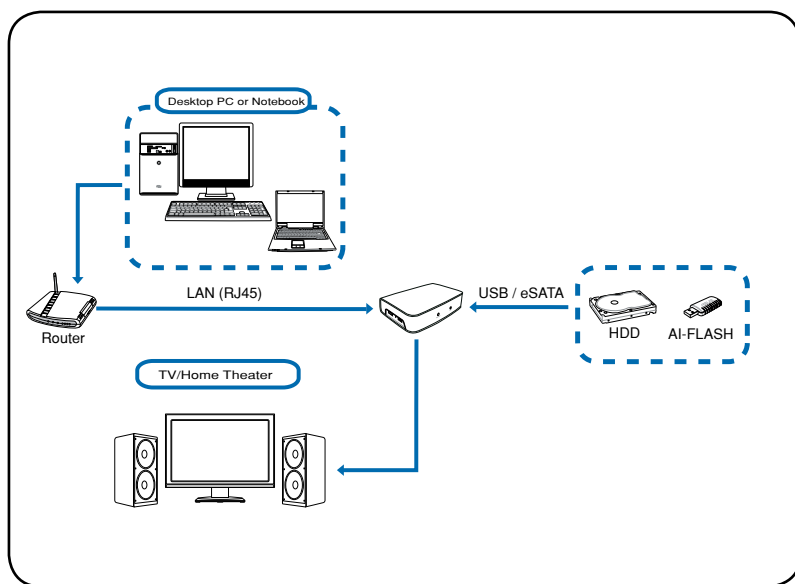 Desktop PC or Notebook
LAN (RJ45)
USB / eSATA
Router
HDD
AI-FLASH
TV/Home Theater